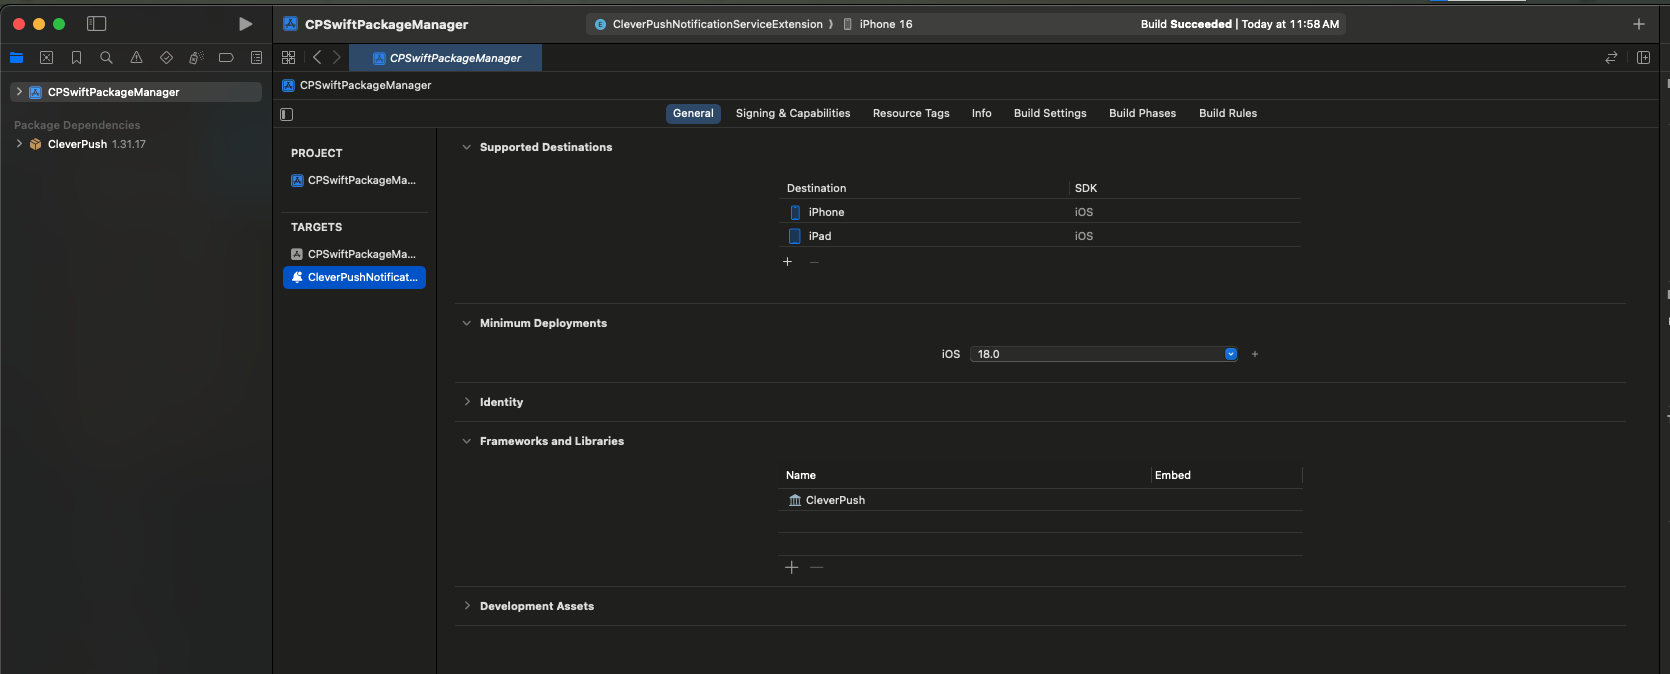 CPSwiftPackageManager
CleverPushNotificationServiceExtension
iPhone 16
Build Succeeded | Today at 11:58 AM
CPSwiftPackageManager
CPSwiftPackageManager
CPSwiftPackageManager
General
Signing & Capabilities
Resource Tags
Info
Build Settings
Build Phases
Build Rules
Package Dependencies
CleverPush 1.31.17
PROJECT
CPSwiftPackageMa...
TARGETS
CPSwiftPackageMa...
CleverPushNotificat...
Supported Destinations
Destination
SDK
iPhone
iOS
iPad
iOS
Minimum Deployments
iOS
18.0
Identity
Frameworks and Libraries
Name
Embed
CleverPush
Development Assets